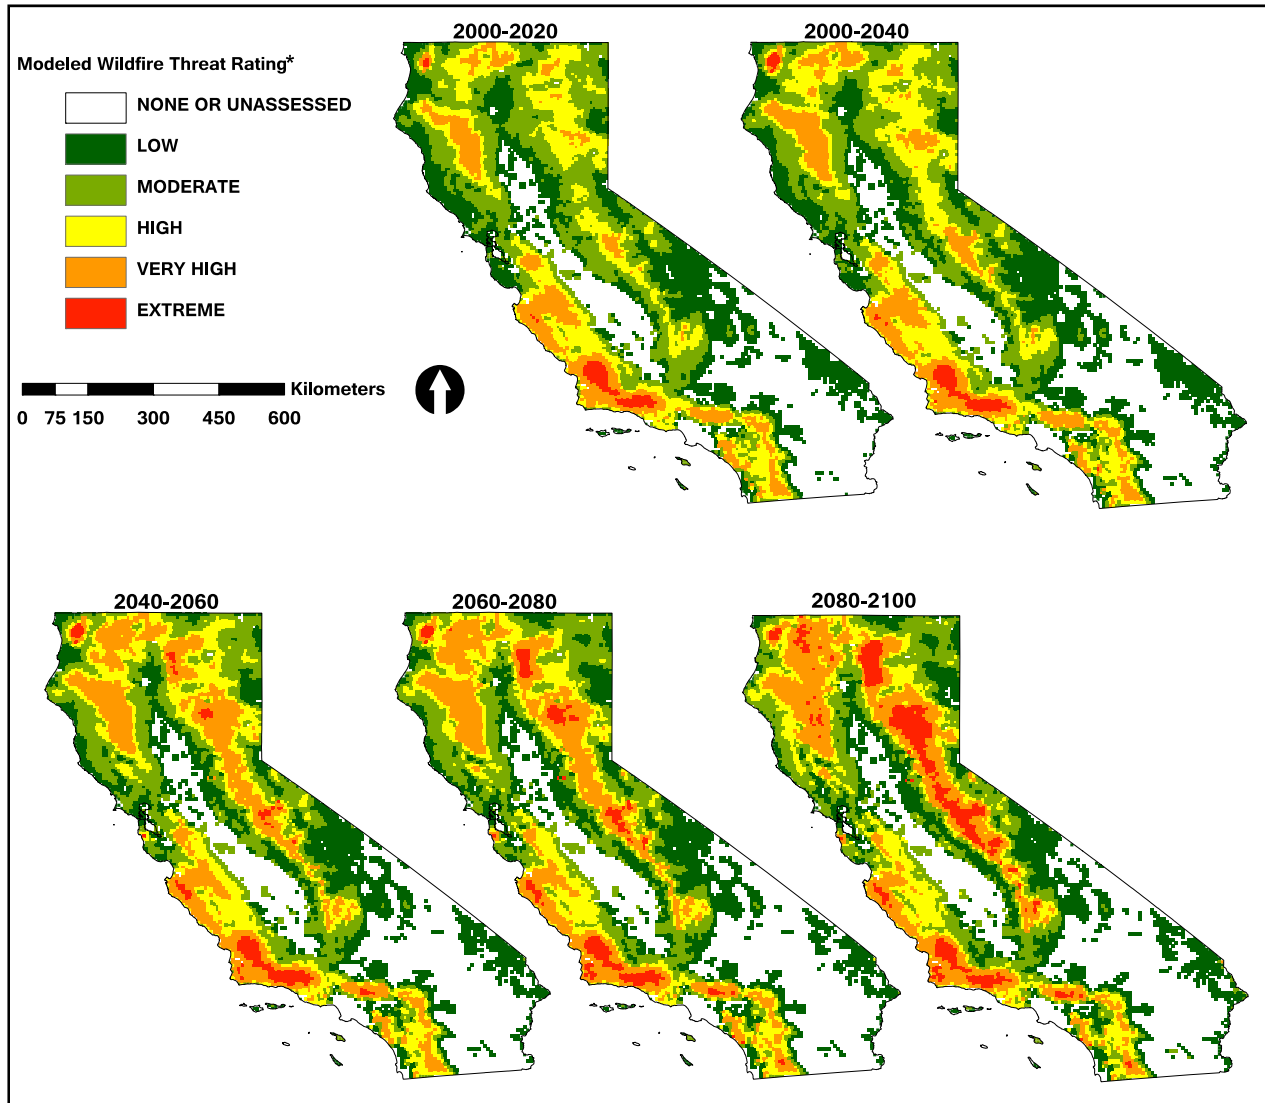 2000-2020
2000-2040
Modeled Wildfire Threat Rating*
NONE OR UNASSESSED
LOW
MODERATE
HIGH
VERY HIGH
EXTREME
Kilometers
0 75 150 300 450 600
2040-2060
2060-2080
2080-2100